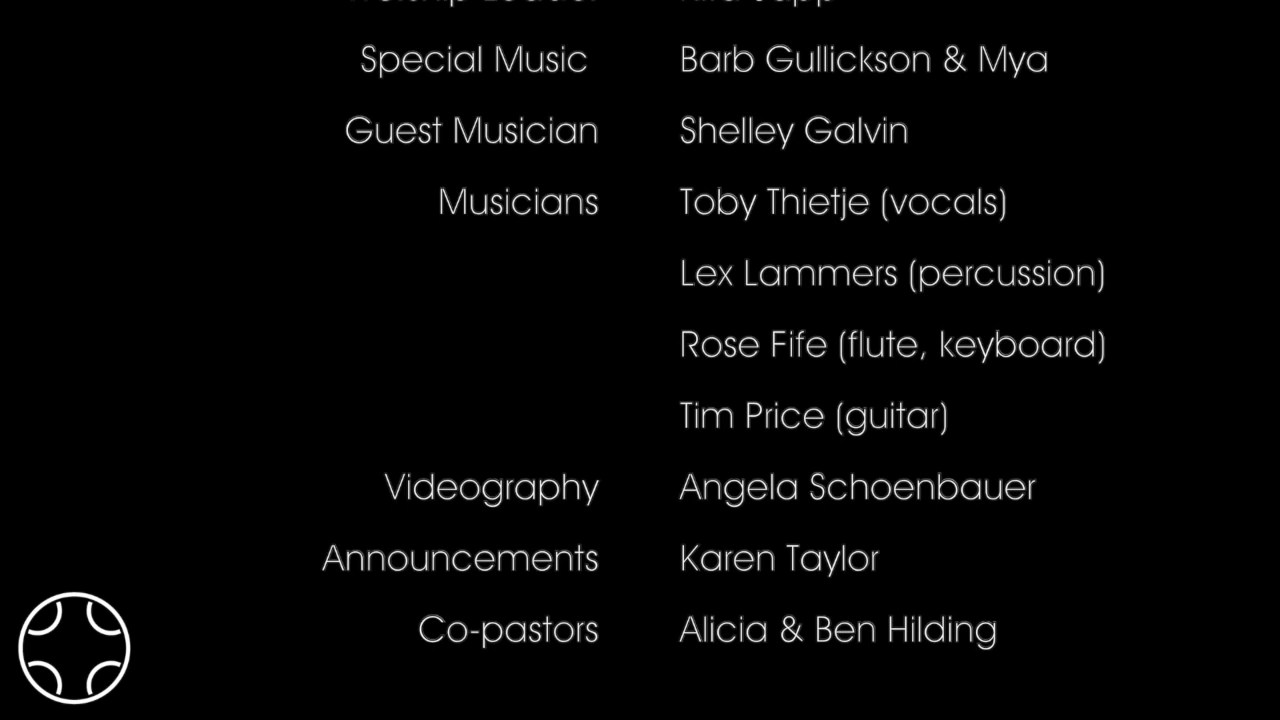 Special Music Barb Gullickson & Mya
Guest Musician Shelley Galvin
Musicians Toby Thietje (vocals)
Lex Lammers (percussion)
Rose Fife (flute, keyboard)
Tim Price (guitar)
Videography Angela Schoenbauer
Announcements Karen Taylor
Co-pastors Alicia & Ben Hilding